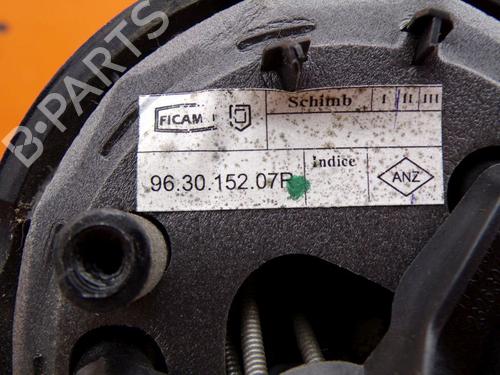 B-PARTS
FICAM
Schimb I II III
96.30.152.07R
Indice
ANZ